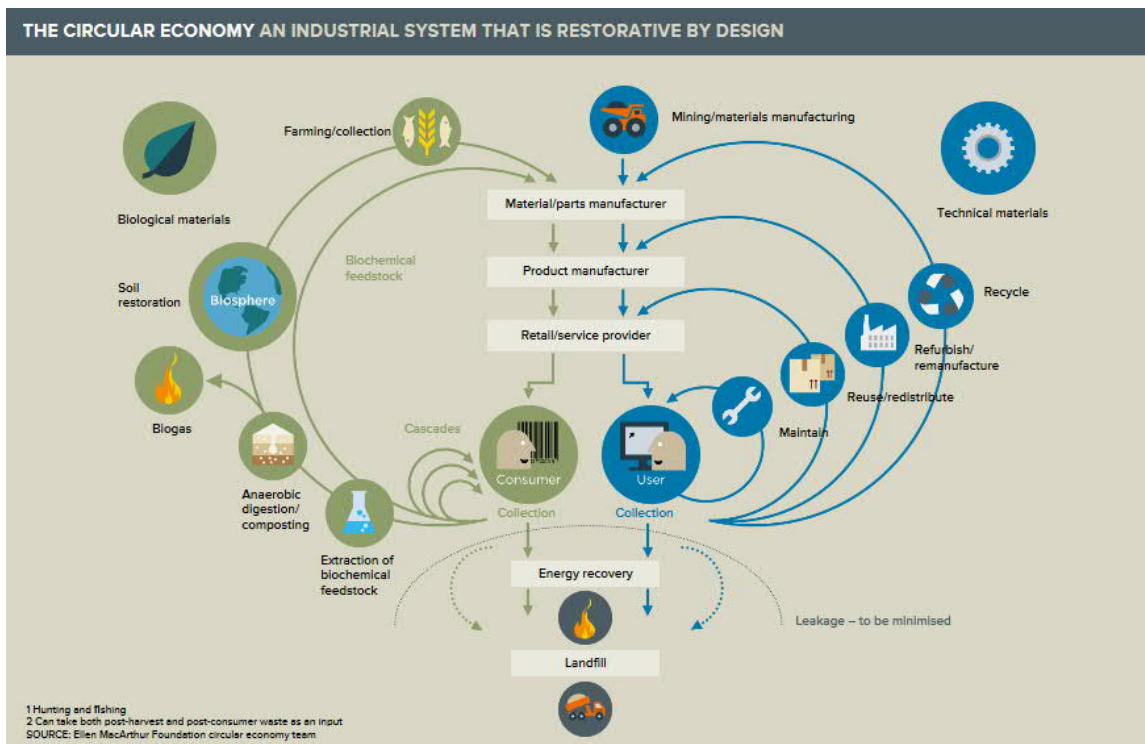 THE CIRCULAR ECONOMY AN INDUSTRIAL SYSTEM THAT IS RESTORATIVE BY DESIGN
Farming/collection
Mining/materials manufacturing
Biological materials
Technical materials
Material/parts manufacturer
Biochemical
feedstock
Product manufacturer
Soil
restoration
Biosphere
Recycle
Retail/service provider
Refurbish/
remanufacture
Reuse/redistribute
Biogas
Cascades
Maintain
Consumer
User
Anaerobic
digestion/
composting
Collection
Collection
Extraction of
biochemical
feedstock
Energy recovery
Leakage – to be minimised
Landfill
1 Hunting and fishing
2 Can take both post-harvest and post-consumer waste as an input
SOURCE: Ellen MacArthur Foundation circular economy team